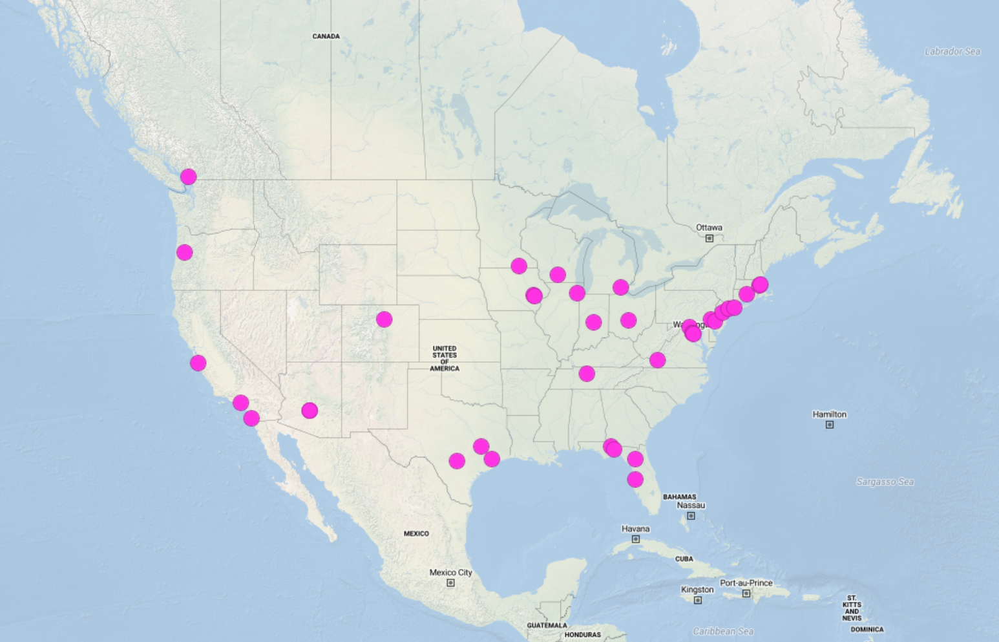 CANADA
Labrador Sea
Ottawa
UNITED
STATES
OF
AMERICA
Hamilton
Sargasso Sea
BAHAMAS
Nassau
Havana
MEXICO
CUBA
Mexico City
Port-au-Prince
Kingston
ST.
KITTS
AND
NEVIS
GUATEMALA
HONDURAS
Caribbean Sea
DOMINICA